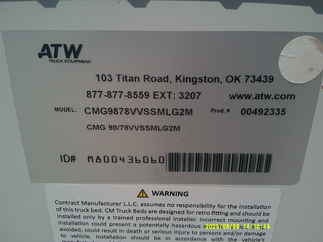 ATW
TRUCK EQUIPMENT
103 Titan Road, Kingston, OK 73439
877-877-8559 EXT: 3207 www.atw.com
MODEL: CMG9878VVSSMLG2M Prod.# 00492335
CMG 98/78VVSSMLG2M
ID# MA00436060
WARNING
Contract Manufacturer L.L.C. assumes no responsibility for the installation
of this truck bed. CM Truck Beds are designed for retro fitting and should be
installed only by a trained professional installer. Incorrect mounting and
installation could present a potentially hazardous
avoided, could result in death or serious injury to persons and/or damage
to vehicle. Installation should be in accordance with the vehicle's